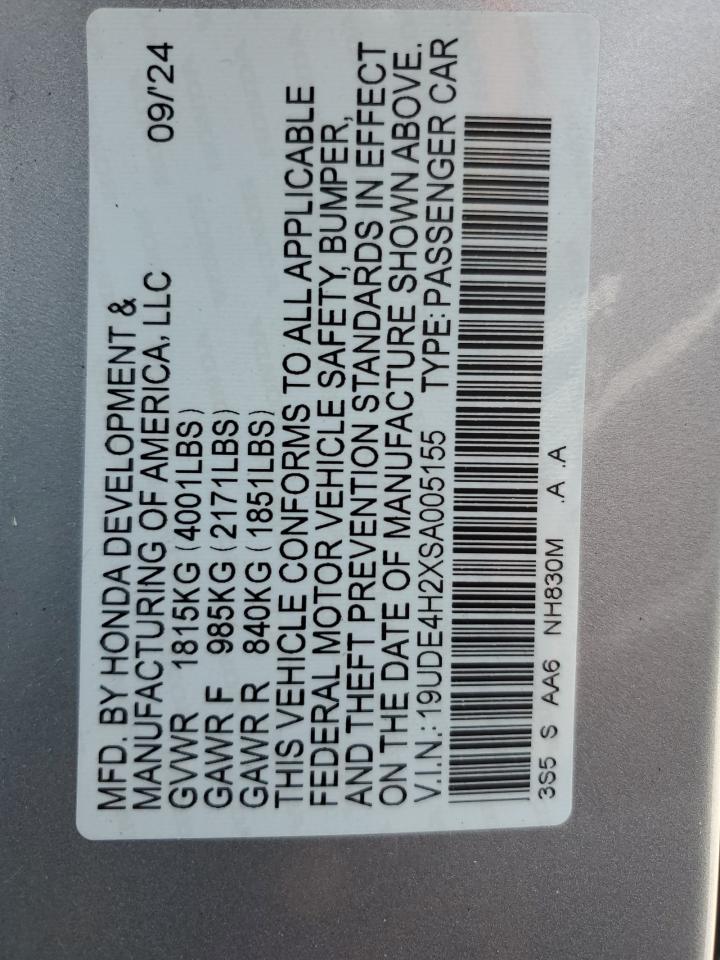 MFD. BY HONDA DEVELOPMENT &
MANUFACTURING OF AMERICA, LLC 09/'24
GVWR 1815KG (4001LBS)
GAWR F 985KG (2171LBS)
GAWR R 840KG (1851LBS)
THIS VEHICLE CONFORMS TO ALL APPLICABLE
FEDERAL MOTOR VEHICLE SAFETY, BUMPER,
AND THEFT PREVENTION STANDARDS IN EFFECT
ON THE DATE OF MANUFACTURE SHOWN ABOVE.
V.I.N.: 19UDE4H2XSA005155 TYPE: PASSENGER CAR
3S5 S AA6 NH830M .A .A